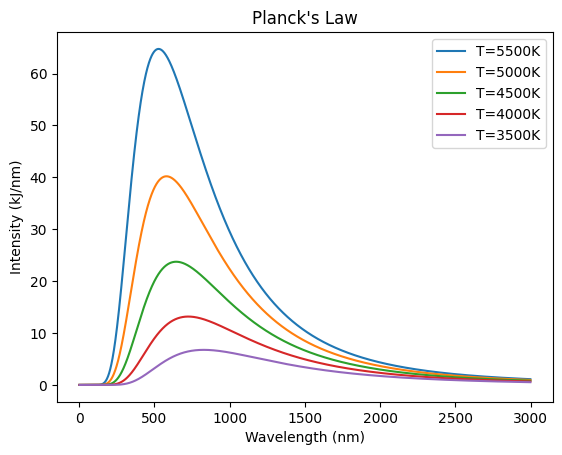 Planck's Law
T=5500K
T=5000K
T=4500K
T=4000K
T=3500K
Intensity (kJ/nm)
60
50
40
30
20
10
0
0 500 1000 1500 2000 2500 3000
Wavelength (nm)